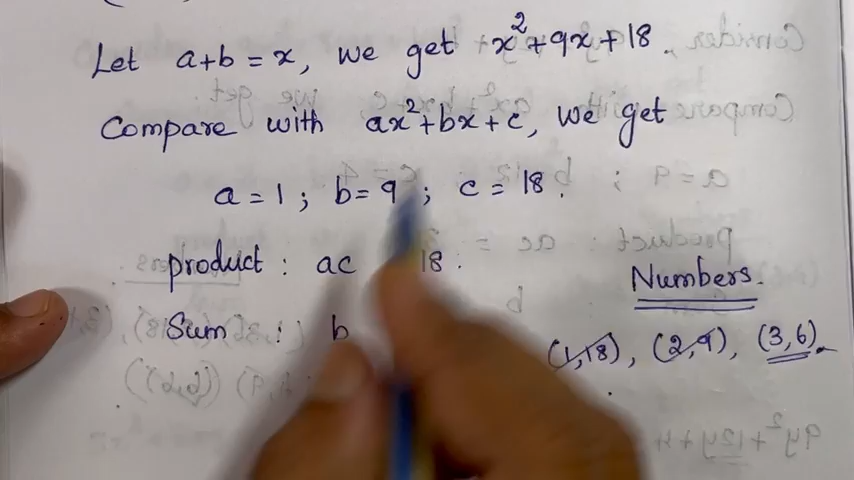 Let a+b = x, we get x²+9x+18.
Compare with ax²+bx+c, we get
a = 1 ; b = 9 ; c = 18.
product : ac 18.
Numbers.
Sum : b
(1,18), (2,9), (3,6).